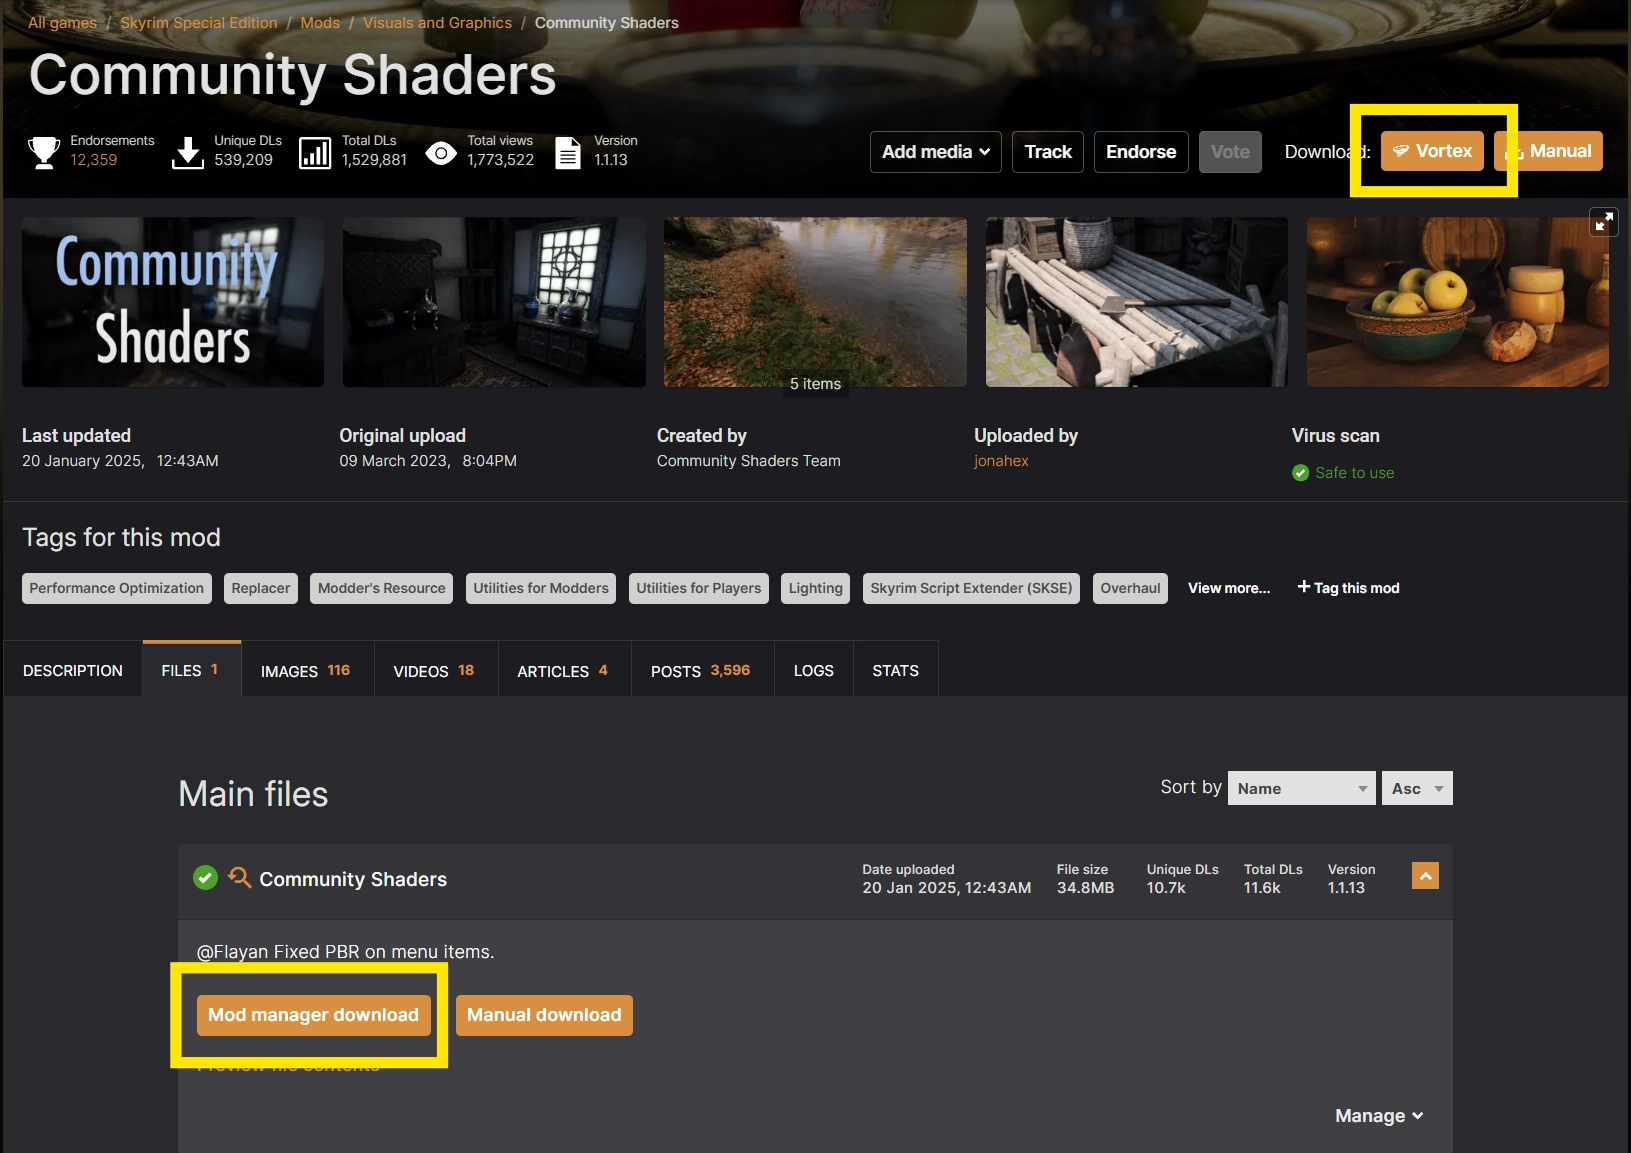 All games / Skyrim Special Edition / Mods / Visuals and Graphics / Community Shaders
Community Shaders
Endorsements
12,359
Unique DLs
539,209
Total DLs
1,529,881
Total views
1,773,522
Version
1.1.13
Add media
Track
Endorse
Vote
Download:
Vortex
Manual
Community
Shaders
5 items
Last updated
20 January 2025, 12:43AM
Original upload
09 March 2023, 8:04PM
Created by
Community Shaders Team
Uploaded by
jonahex
Virus scan
Safe to use
Tags for this mod
Performance Optimization
Replacer
Modder's Resource
Utilities for Modders
Utilities for Players
Lighting
Skyrim Script Extender (SKSE)
Overhaul
View more...
+ Tag this mod
DESCRIPTION
FILES 1
IMAGES 116
VIDEOS 18
ARTICLES 4
POSTS 3,596
LOGS
STATS
Main files
Sort by
Name
Asc
Community Shaders
Date uploaded
20 Jan 2025, 12:43AM
File size
34.8MB
Unique DLs
10.7k
Total DLs
11.6k
Version
1.1.13
@Flayan Fixed PBR on menu items.
Mod manager download
Manual download
Preview file contents
Manage